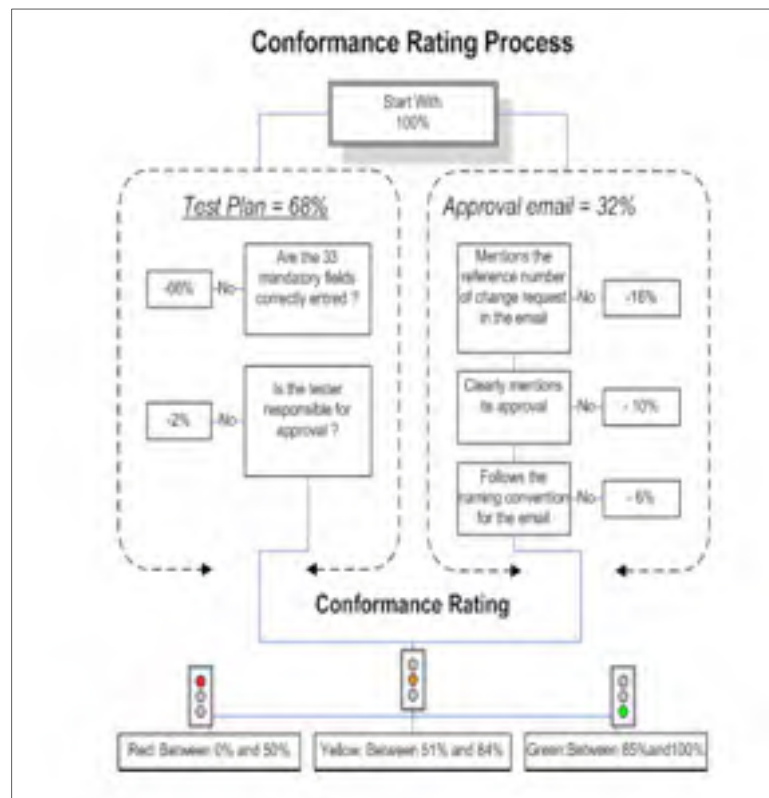 Conformance Rating Process
Start With
100%
Test Plan = 68%
Are the 33
mandatory fields
correctly entred ?
No
-66%
Is the tester
responsible for
approval ?
No
-2%
Approval email = 32%
Mentions the
reference number
of change request
in the email
No
-16%
Clearly mentions
its approval
No
- 10%
Follows the
naming convention
for the email
No
- 6%
Conformance Rating
Red: Between 0% and 50%
Yellow: Between 51% and 84%
Green:Between 85%and100%